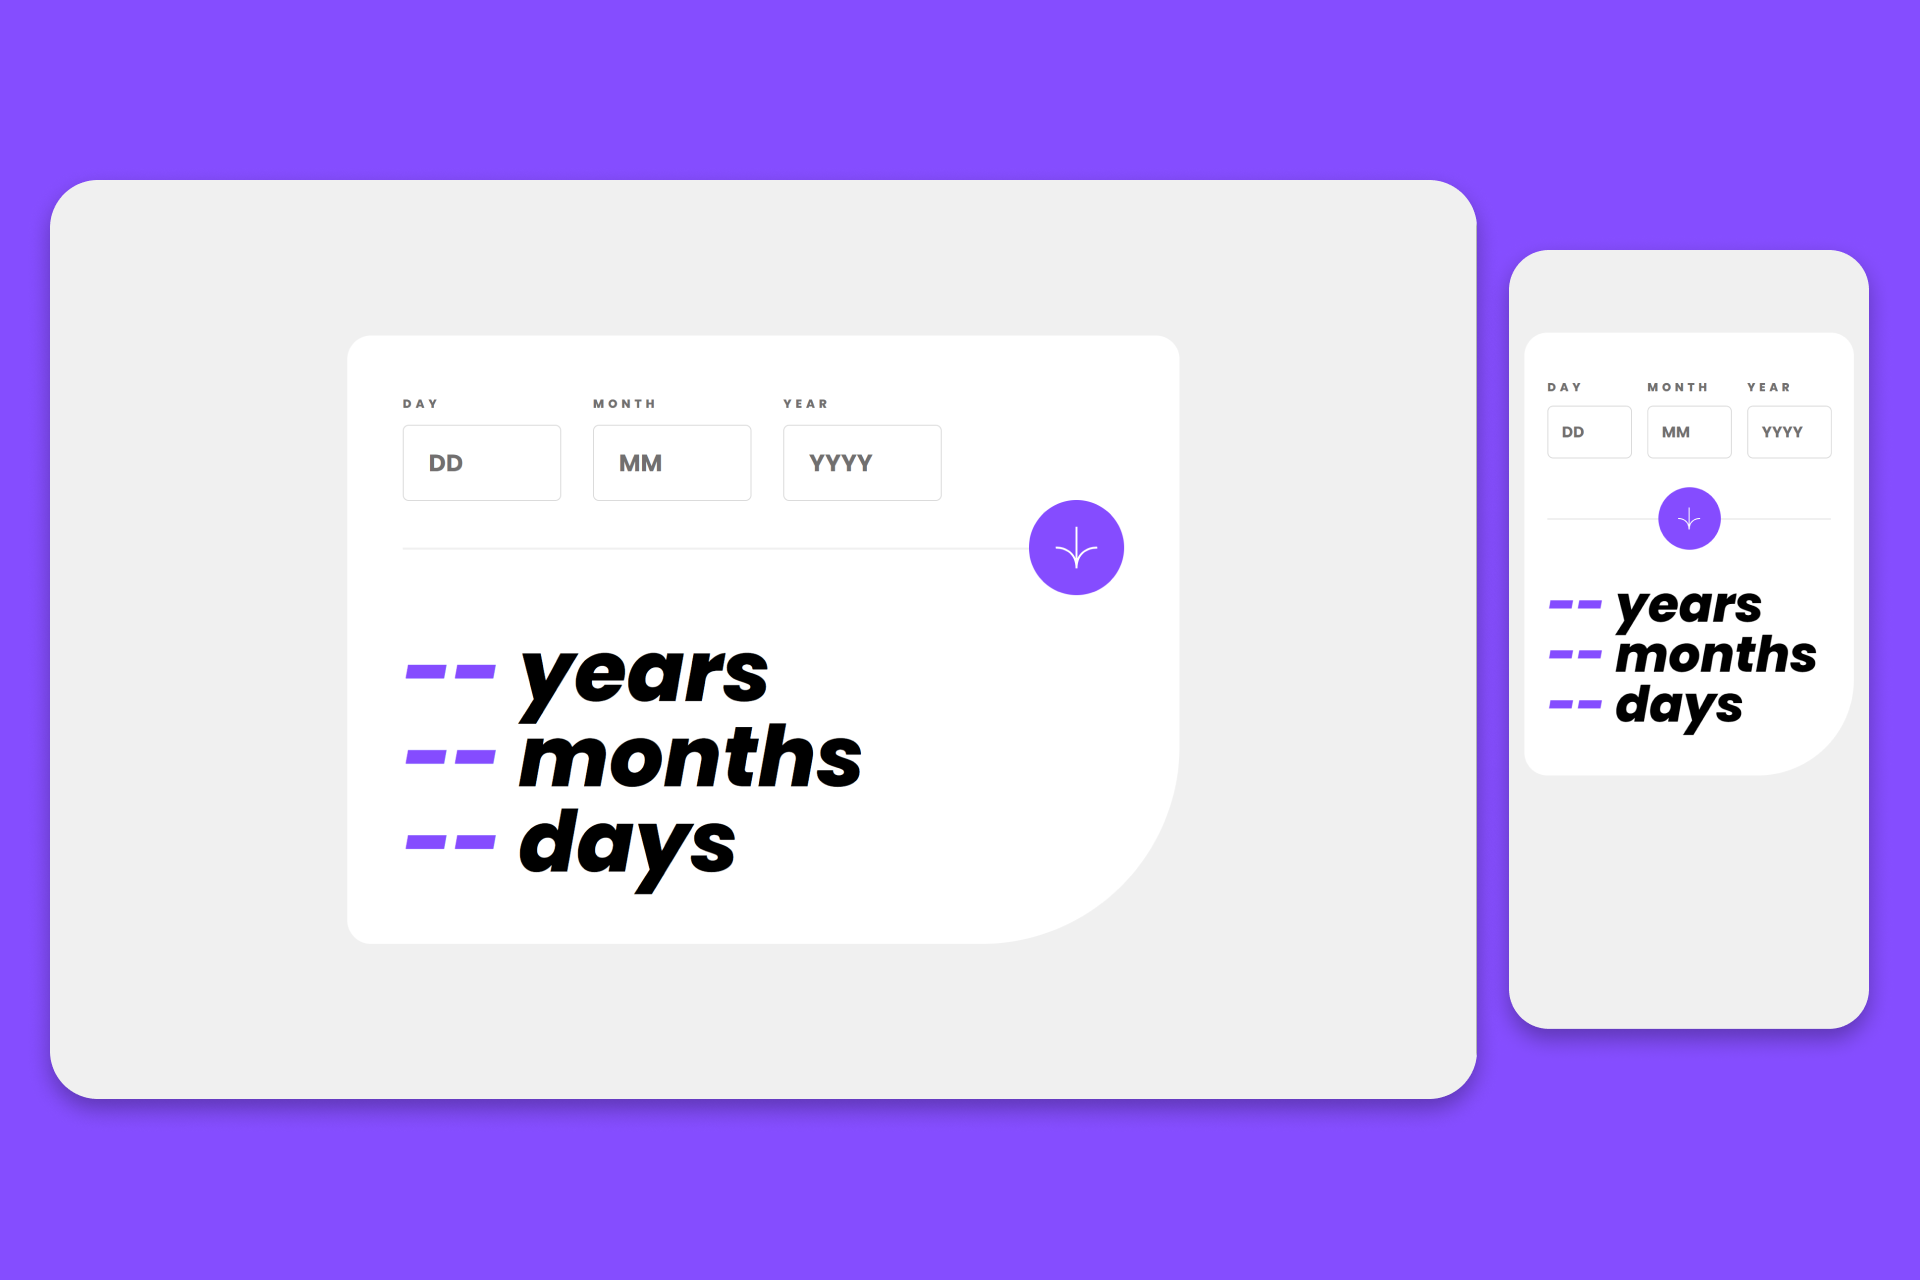 DAY MONTH YEAR
DD MM YYYY
-- years
-- months
-- days
DAY MONTH YEAR
DD MM YYYY
-- years
-- months
-- days